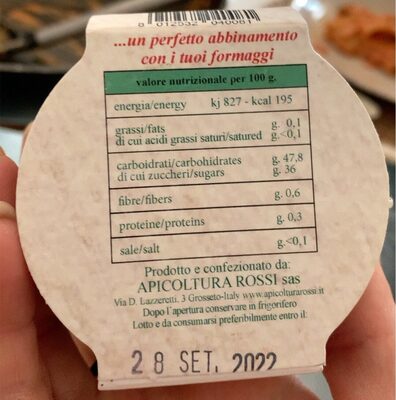 8 012532 040061
...un perfetto abbinamento
con i tuoi formaggi
valore nutrizionale per 100 g.
energia/energy kj 827 - kcal 195
grassi/fats g. 0,1
di cui acidi grassi saturi/satured g.<0,1
carboidrati/carbohidrates g. 47,8
di cui zuccheri/sugars g. 36
fibre/fibers g. 0,6
proteine/proteins g. 0,3
sale/salt g.<0,1
Prodotto e confezionato da:
APICOLTURA ROSSI sas
Via D. Lazzeretti, 3 Grosseto-Italy www.apicolturarossi.it
Dopo l'apertura conservare in frigorifero
Lotto e da consumarsi preferibilmente entro il:
28 SET. 2022